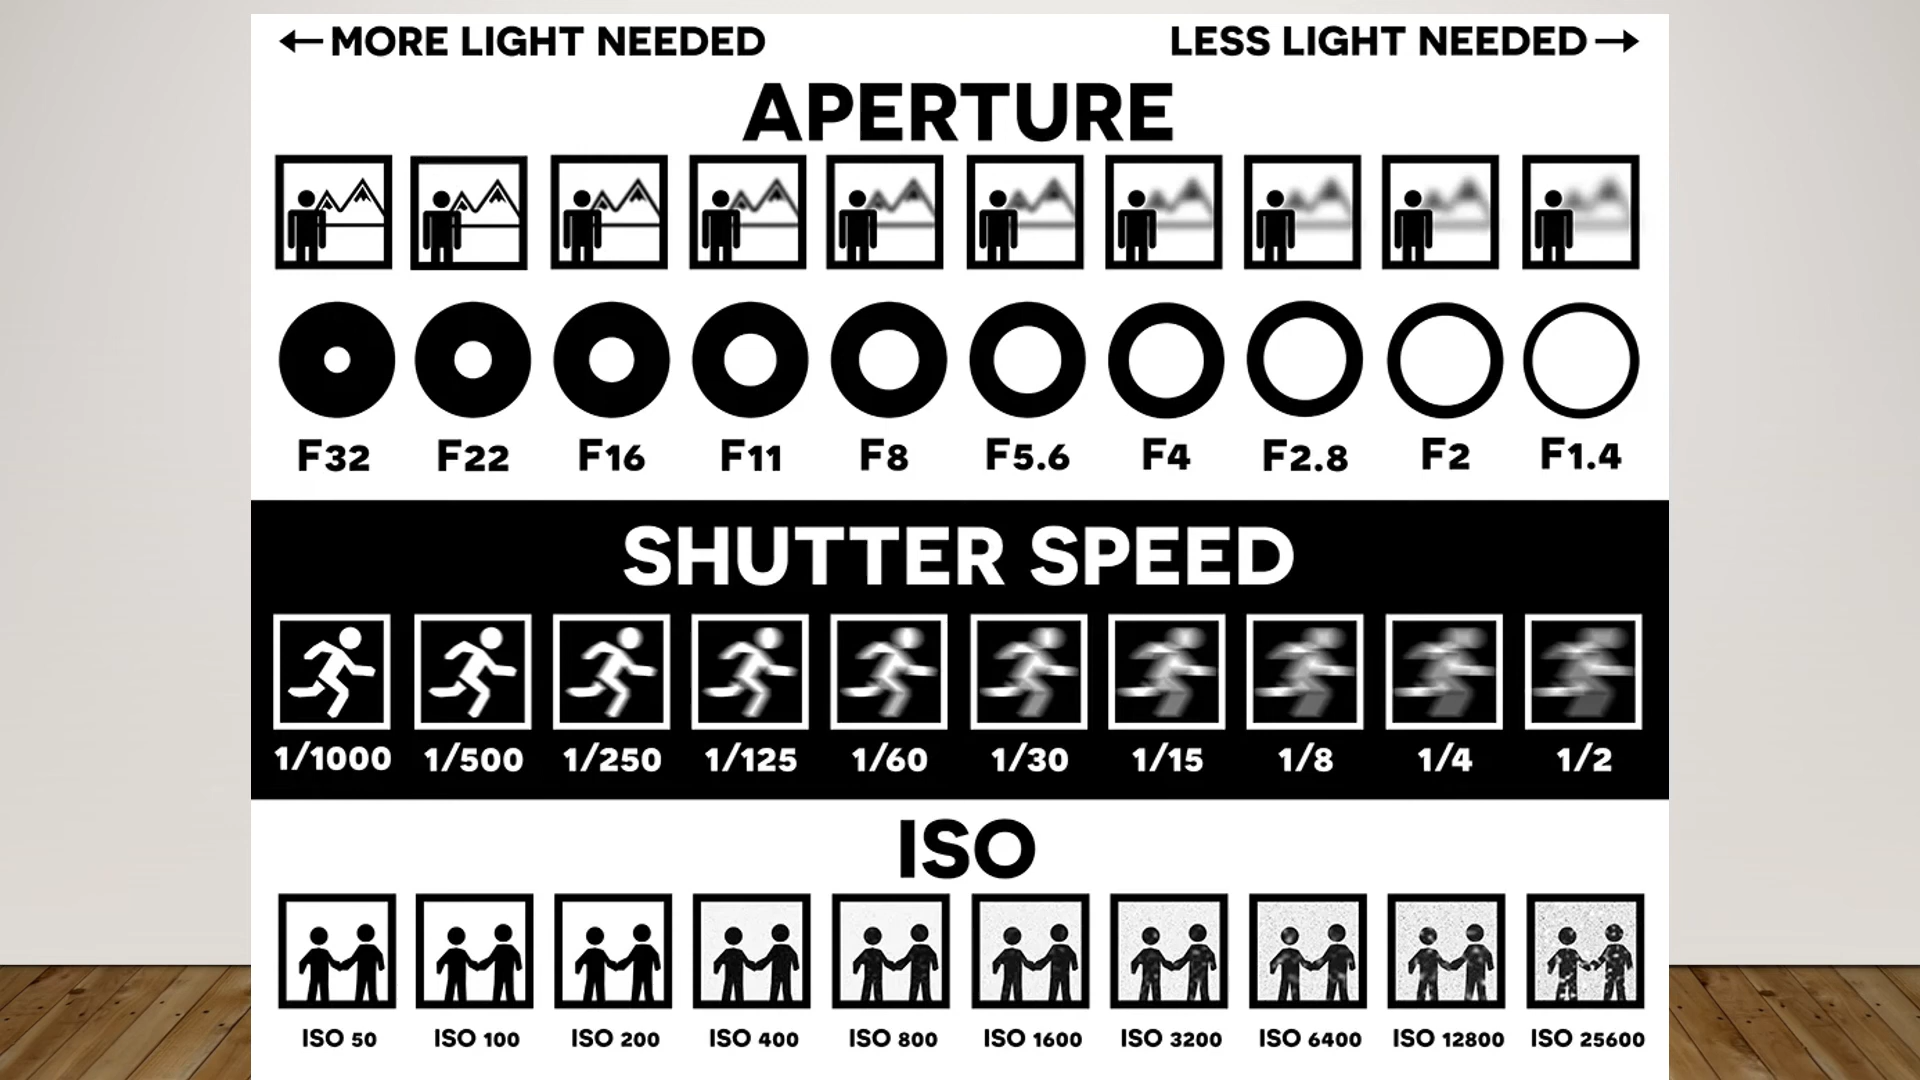 ←MORE LIGHT NEEDED
LESS LIGHT NEEDED→
APERTURE
F32 F22 F16 F11 F8 F5.6 F4 F2.8 F2 F1.4
SHUTTER SPEED
1/1000 1/500 1/250 1/125 1/60 1/30 1/15 1/8 1/4 1/2
ISO
ISO 50 ISO 100 ISO 200 ISO 400 ISO 800 ISO 1600 ISO 3200 ISO 6400 ISO 12800 ISO 25600